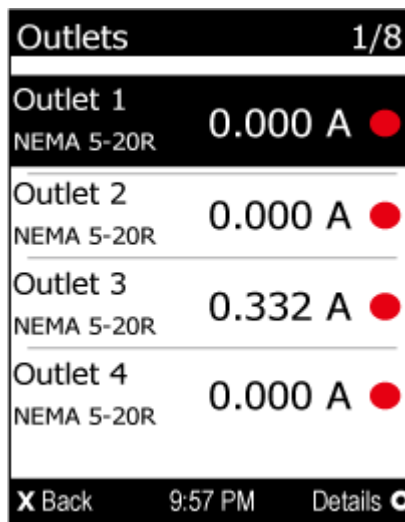 Outlets 1/8
Outlet 1
0.000 A
NEMA 5-20R
Outlet 2
0.000 A
NEMA 5-20R
Outlet 3
0.332 A
NEMA 5-20R
Outlet 4
0.000 A
NEMA 5-20R
X Back 9:57 PM Details O